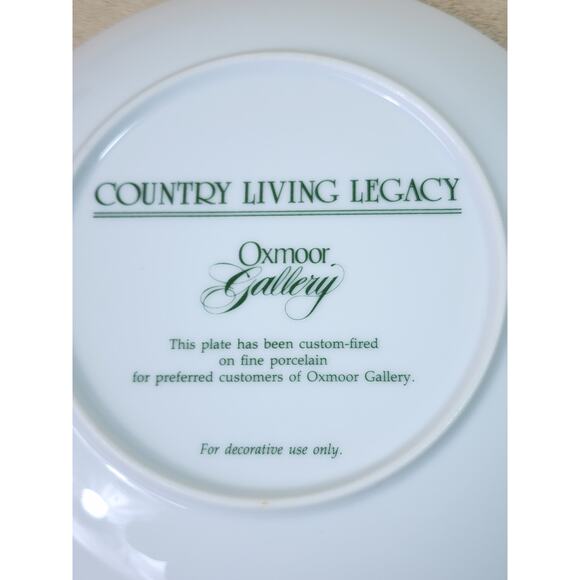 COUNTRY LIVING LEGACY
Oxmoor
Gallery
This plate has been custom-fired
on fine porcelain
for preferred customers of Oxmoor Gallery.
For decorative use only.